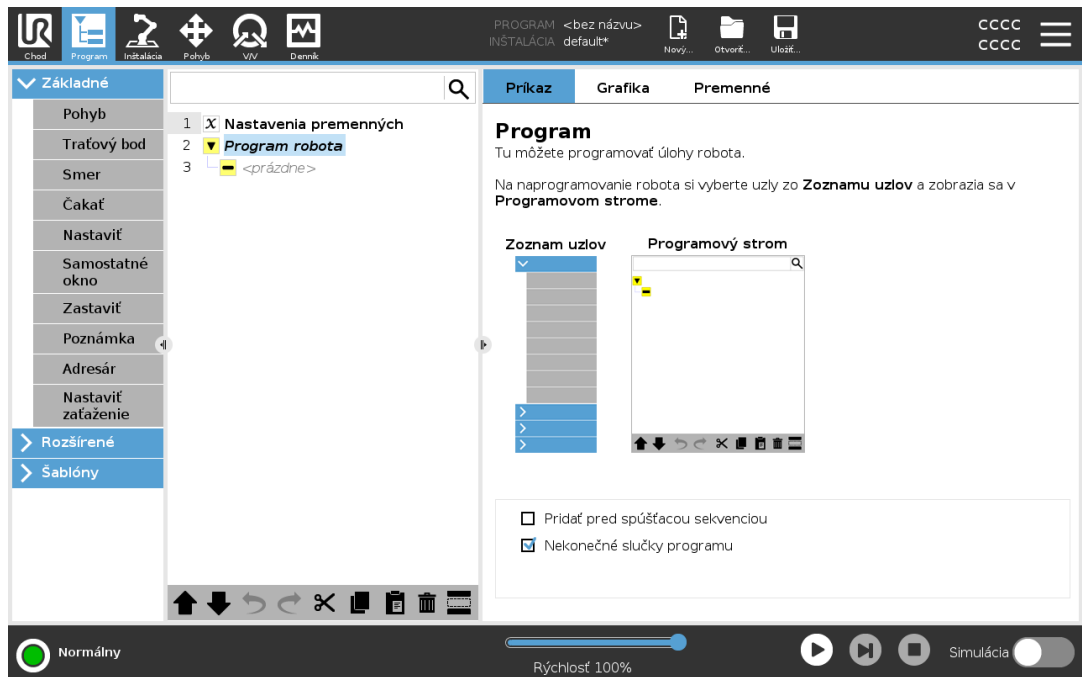 UR
Chod
Program
Inštalácia
Pohyb
V/V
Denník
PROGRAM <bez názvu>
INŠTALÁCIA default*
Nový...
Otvoriť...
Uložiť...
CCCC
CCCC
Základné
Pohyb
Traťový bod
Smer
Čakať
Nastaviť
Samostatné
okno
Zastaviť
Poznámka
Adresár
Nastaviť
zaťaženie
Rozšírené
Šablóny
1 X Nastavenia premenných
2 Program robota
3 <prázdne>
Príkaz
Grafika
Premenné
Program
Tu môžete programovať úlohy robota.
Na naprogramovanie robota si vyberte uzly zo Zoznamu uzlov a zobrazia sa v
Programovom strome.
Zoznam uzlov
Programový strom
Pridať pred spúšťacou sekvenciou
Nekonečné slučky programu
Normálny
Rýchlosť 100%
Simulácia